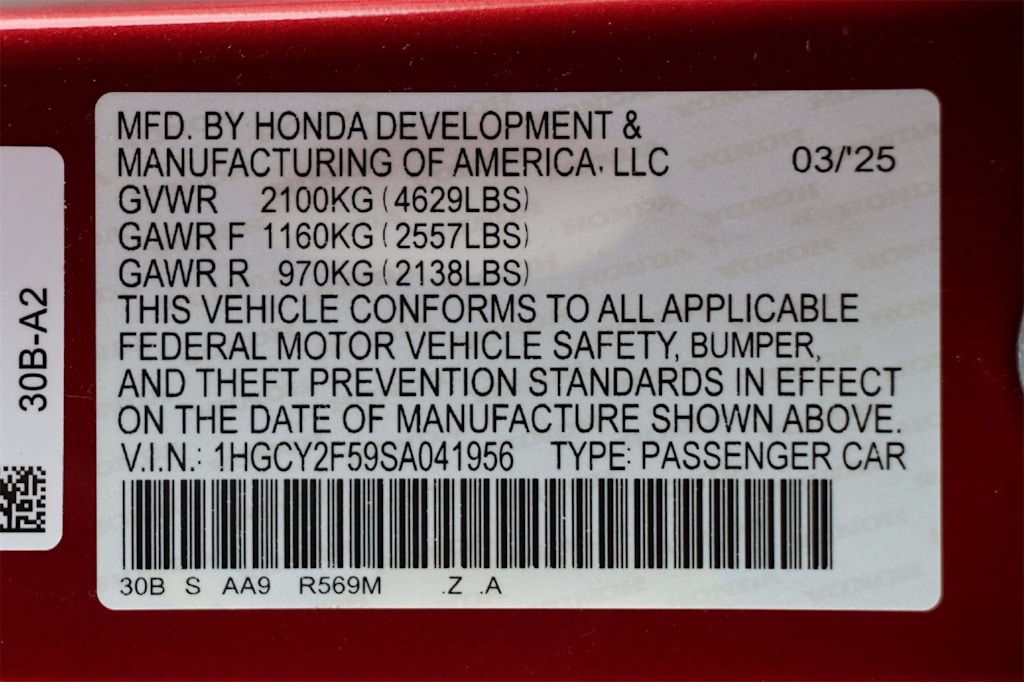 MFD. BY HONDA DEVELOPMENT &
MANUFACTURING OF AMERICA, LLC 03/'25
GVWR 2100KG (4629LBS)
GAWR F 1160KG (2557LBS)
GAWR R 970KG (2138LBS)
THIS VEHICLE CONFORMS TO ALL APPLICABLE
FEDERAL MOTOR VEHICLE SAFETY, BUMPER,
AND THEFT PREVENTION STANDARDS IN EFFECT
ON THE DATE OF MANUFACTURE SHOWN ABOVE.
V.I.N.: 1HGCY2F59SA041956 TYPE: PASSENGER CAR
30B S AA9 R569M .Z .A
30B-A2